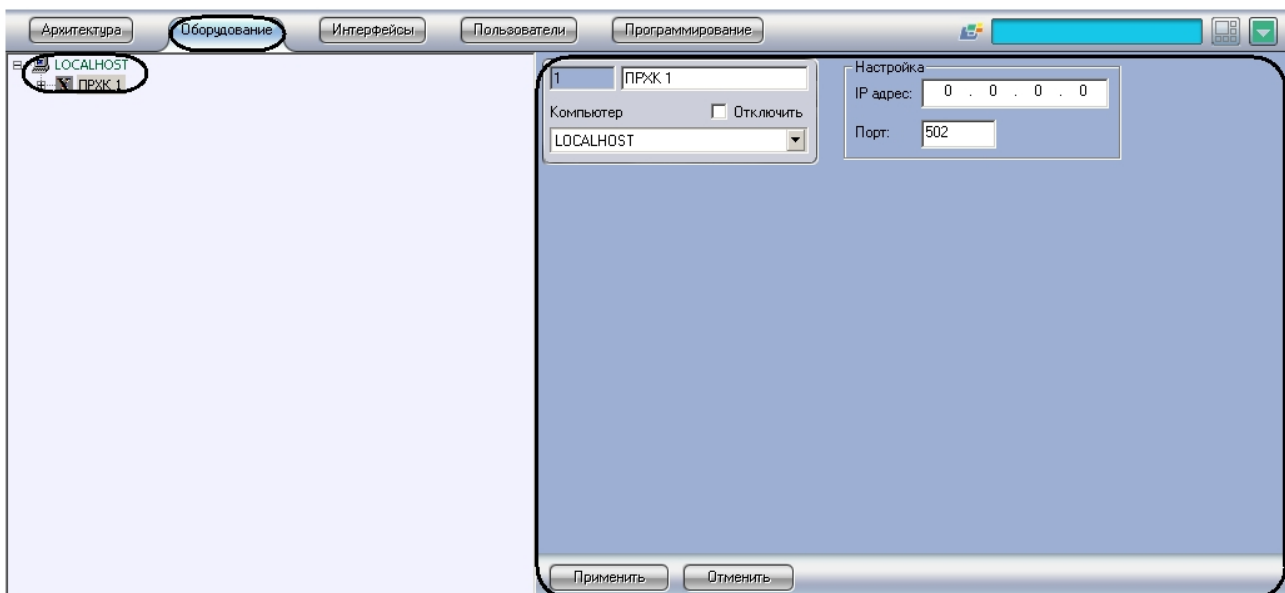 Архитектура Оборудование Интерфейсы Пользователи Программирование
LOCALHOST
ПРХК 1
1 ПРХК 1
Компьютер Отключить
LOCALHOST
Настройка
IP адрес: 0 . 0 . 0 . 0
Порт: 502
Применить Отменить